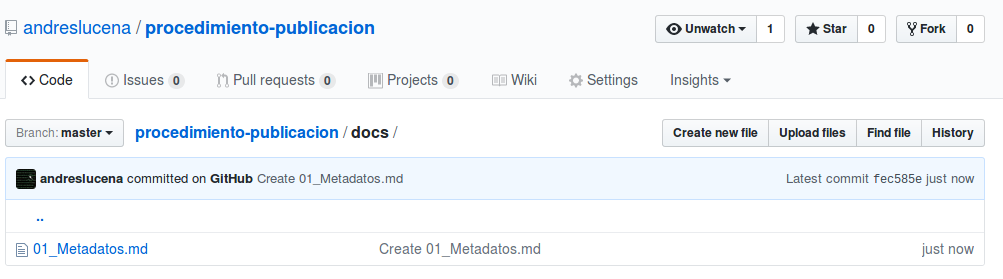 andreslucena / procedimiento-publicacion Unwatch 1 Star 0 Fork 0
Code Issues 0 Pull requests 0 Projects 0 Wiki Settings Insights
Branch: master procedimiento-publicacion / docs / Create new file Upload files Find file History
andreslucena committed on GitHub Create 01_Metadatos.md Latest commit fec585e just now
..
01_Metadatos.md Create 01_Metadatos.md just now